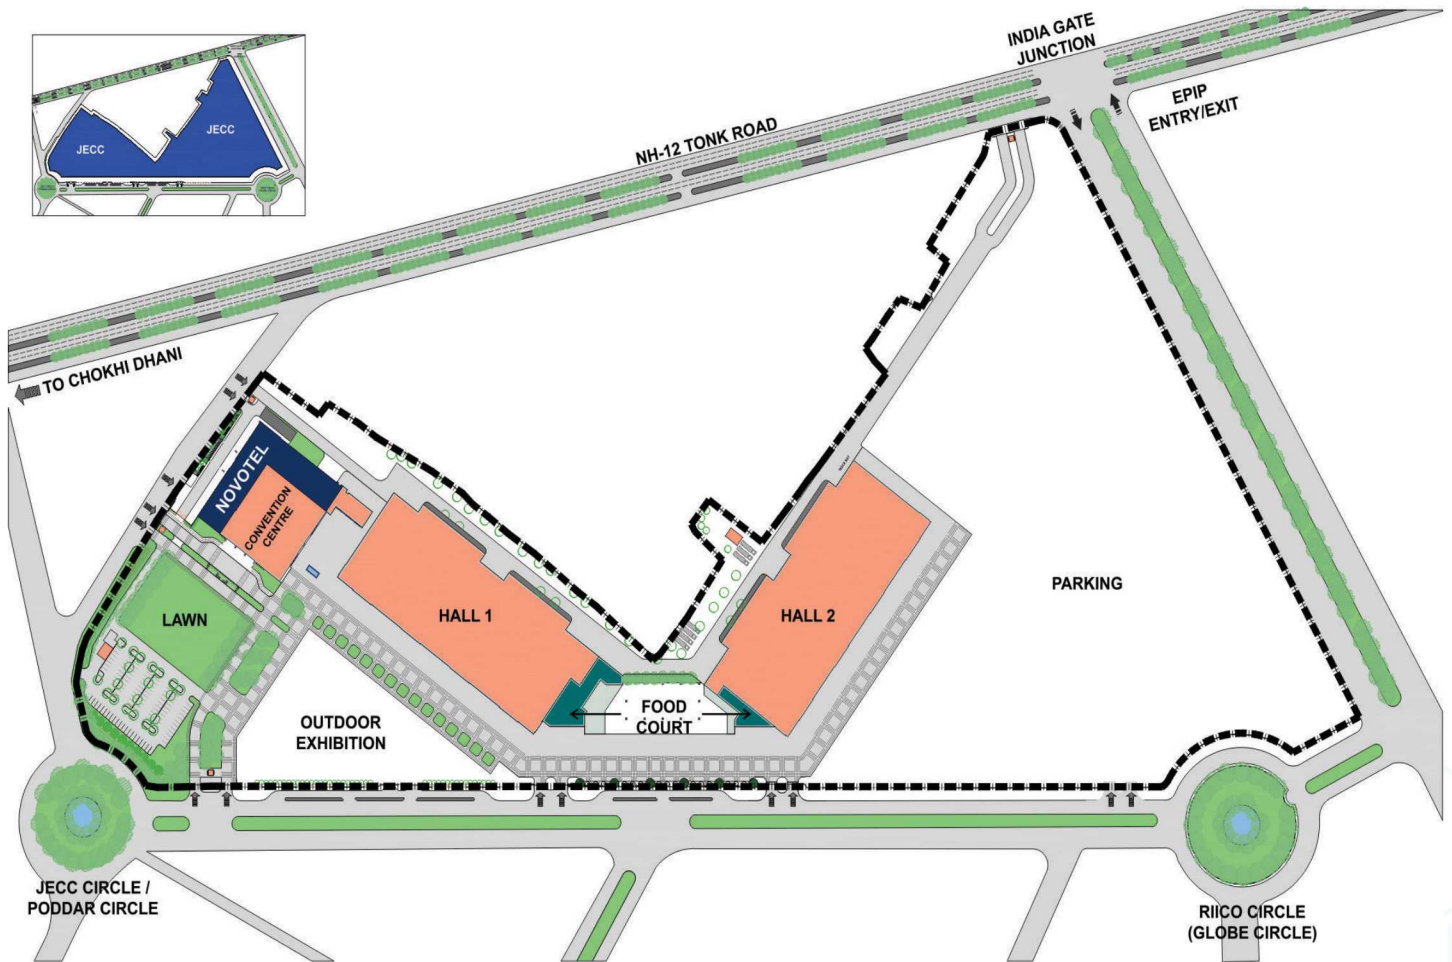 JECC
JECC
INDIA GATE
JUNCTION
EPIP
ENTRY/EXIT
NH-12 TONK ROAD
TO CHOKHI DHANI
NOVOTEL
CONVENTION
CENTRE
HALL 1
HALL 2
PARKING
LAWN
OUTDOOR
EXHIBITION
FOOD
COURT
JECC CIRCLE /
PODDAR CIRCLE
RIICO CIRCLE
(GLOBE CIRCLE)